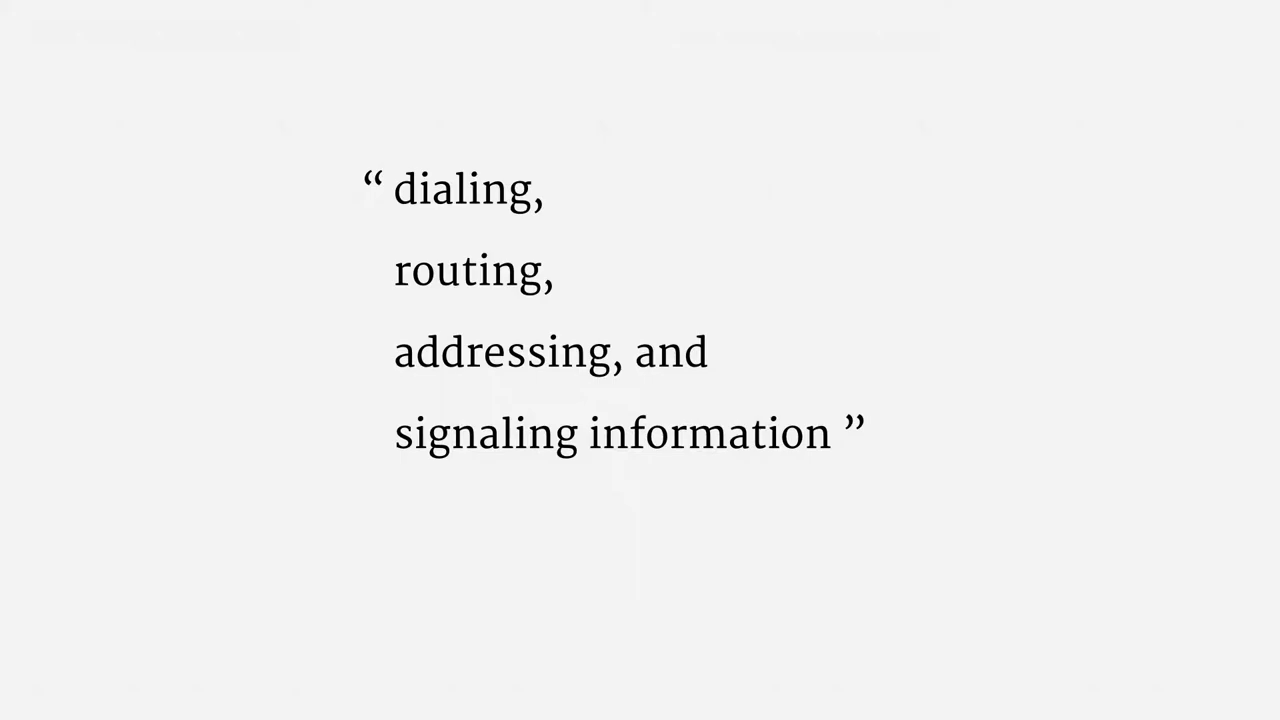 “ dialing,
routing,
addressing, and
signaling information ”